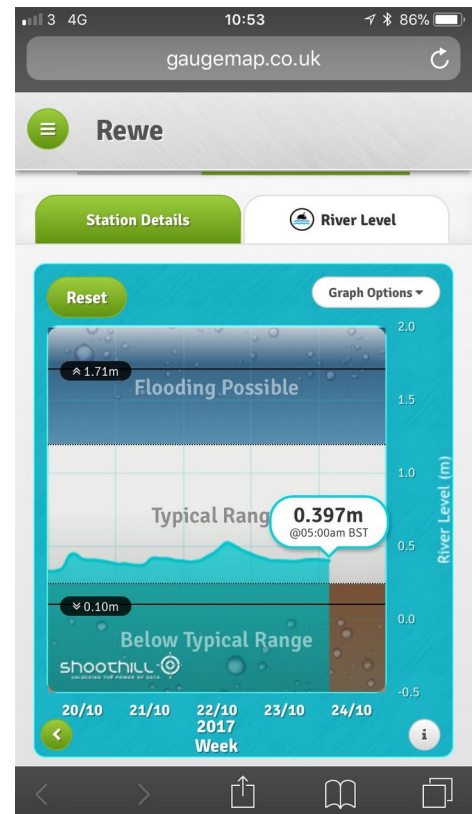 3 4G 10:53 86%
gaugemap.co.uk
Rewe
Station Details River Level
Reset Graph Options
2.0
1.71m
Flooding Possible
1.5
1.0
River Level (m)
Typical Rang
0.397m
@05:00am BST
0.5
0.10m
0.0
Below Typical Range
shoothill
UNLOCKING THE POWER OF DATA
-0.5
20/10 21/10 22/10 23/10 24/10
2017
Week
i